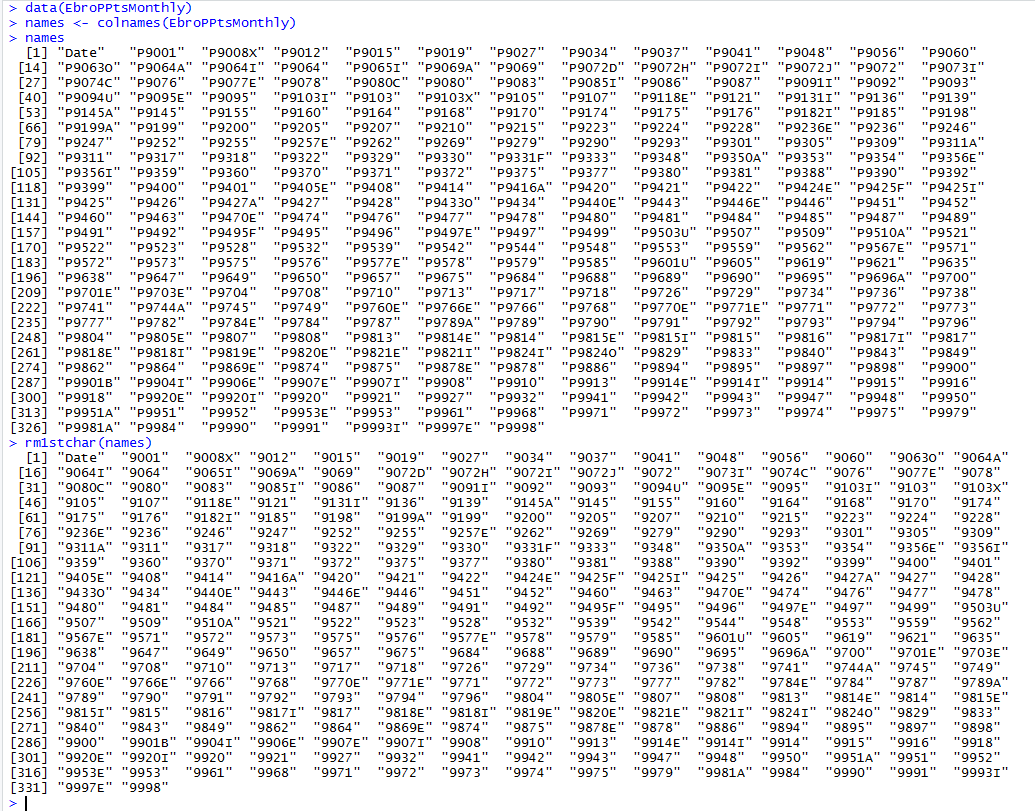 > data(EbroPPtsMonthly)
> names <- colnames(EbroPPtsMonthly)
> names
[1] "Date" "P9001" "P9008X" "P9012" "P9015" "P9019" "P9027" "P9034" "P9037" "P9041" "P9048" "P9056" "P9060"
[14] "P9063O" "P9064A" "P9064I" "P9064" "P9065I" "P9069A" "P9069" "P9072D" "P9072H" "P9072I" "P9072J" "P9072" "P9073I"
[27] "P9074C" "P9076" "P9077E" "P9078" "P9080C" "P9080" "P9083" "P9085I" "P9086" "P9087" "P9091I" "P9092" "P9093"
[40] "P9094U" "P9095E" "P9095" "P9103I" "P9103" "P9103X" "P9105" "P9107" "P9118E" "P9121" "P9131I" "P9136" "P9139"
[53] "P9145A" "P9145" "P9155" "P9160" "P9164" "P9168" "P9170" "P9174" "P9175" "P9176" "P9182I" "P9185" "P9198"
[66] "P9199A" "P9199" "P9200" "P9205" "P9207" "P9210" "P9215" "P9223" "P9224" "P9228" "P9236E" "P9236" "P9246"
[79] "P9247" "P9252" "P9255" "P9257E" "P9262" "P9269" "P9279" "P9290" "P9293" "P9301" "P9305" "P9309" "P9311A"
[92] "P9311" "P9317" "P9318" "P9322" "P9329" "P9330" "P9331F" "P9333" "P9348" "P9350A" "P9353" "P9354" "P9356E"
[105] "P9356I" "P9359" "P9360" "P9370" "P9371" "P9372" "P9375" "P9377" "P9380" "P9381" "P9388" "P9390" "P9392"
[118] "P9399" "P9400" "P9401" "P9405E" "P9408" "P9414" "P9416A" "P9420" "P9421" "P9422" "P9424E" "P9425F" "P9425I"
[131] "P9425" "P9426" "P9427A" "P9427" "P9428" "P9433O" "P9434" "P9440E" "P9443" "P9446E" "P9446" "P9451" "P9452"
[144] "P9460" "P9463" "P9470E" "P9474" "P9476" "P9477" "P9478" "P9480" "P9481" "P9484" "P9485" "P9487" "P9489"
[157] "P9491" "P9492" "P9495F" "P9495" "P9496" "P9497E" "P9497" "P9499" "P9503U" "P9507" "P9509" "P9510A" "P9521"
[170] "P9522" "P9523" "P9528" "P9532" "P9539" "P9542" "P9544" "P9548" "P9553" "P9559" "P9562" "P9567E" "P9571"
[183] "P9572" "P9573" "P9575" "P9576" "P9577E" "P9578" "P9579" "P9585" "P9601U" "P9605" "P9619" "P9621" "P9635"
[196] "P9638" "P9647" "P9649" "P9650" "P9657" "P9675" "P9684" "P9688" "P9689" "P9690" "P9695" "P9696A" "P9700"
[209] "P9701E" "P9703E" "P9704" "P9708" "P9710" "P9713" "P9717" "P9718" "P9726" "P9729" "P9734" "P9736" "P9738"
[222] "P9741" "P9744A" "P9745" "P9749" "P9760E" "P9766E" "P9766" "P9768" "P9770E" "P9771E" "P9771" "P9772" "P9773"
[235] "P9777" "P9782" "P9784E" "P9784" "P9787" "P9789A" "P9789" "P9790" "P9791" "P9792" "P9793" "P9794" "P9796"
[248] "P9804" "P9805E" "P9807" "P9808" "P9813" "P9814E" "P9814" "P9815E" "P9815I" "P9815" "P9816" "P9817I" "P9817"
[261] "P9818E" "P9818I" "P9819E" "P9820E" "P9821E" "P9821I" "P9824I" "P9824O" "P9829" "P9833" "P9840" "P9843" "P9849"
[274] "P9862" "P9864" "P9869E" "P9874" "P9875" "P9878E" "P9878" "P9886" "P9894" "P9895" "P9897" "P9898" "P9900"
[287] "P9901B" "P9904I" "P9906E" "P9907E" "P9907I" "P9908" "P9910" "P9913" "P9914E" "P9914I" "P9914" "P9915" "P9916"
[300] "P9918" "P9920E" "P9920I" "P9920" "P9921" "P9927" "P9932" "P9941" "P9942" "P9943" "P9947" "P9948" "P9950"
[313] "P9951A" "P9951" "P9952" "P9953E" "P9953" "P9961" "P9968" "P9971" "P9972" "P9973" "P9974" "P9975" "P9979"
[326] "P9981A" "P9984" "P9990" "P9991" "P9993I" "P9997E" "P9998"
> rm1stchar(names)
[1] "Date" "9001" "9008X" "9012" "9015" "9019" "9027" "9034" "9037" "9041" "9048" "9056" "9060" "9063O" "9064A"
[16] "9064I" "9064" "9065I" "9069A" "9069" "9072D" "9072H" "9072I" "9072J" "9072" "9073I" "9074C" "9076" "9077E" "9078"
[31] "9080C" "9080" "9083" "9085I" "9086" "9087" "9091I" "9092" "9093" "9094U" "9095E" "9095" "9103I" "9103" "9103X"
[46] "9105" "9107" "9118E" "9121" "9131I" "9136" "9139" "9145A" "9145" "9155" "9160" "9164" "9168" "9170" "9174"
[61] "9175" "9176" "9182I" "9185" "9198" "9199A" "9199" "9200" "9205" "9207" "9210" "9215" "9223" "9224" "9228"
[76] "9236E" "9236" "9246" "9247" "9252" "9255" "9257E" "9262" "9269" "9279" "9290" "9293" "9301" "9305" "9309"
[91] "9311A" "9311" "9317" "9318" "9322" "9329" "9330" "9331F" "9333" "9348" "9350A" "9353" "9354" "9356E" "9356I"
[106] "9359" "9360" "9370" "9371" "9372" "9375" "9377" "9380" "9381" "9388" "9390" "9392" "9399" "9400" "9401"
[121] "9405E" "9408" "9414" "9416A" "9420" "9421" "9422" "9424E" "9425F" "9425I" "9425" "9426" "9427A" "9427" "9428"
[136] "9433O" "9434" "9440E" "9443" "9446E" "9446" "9451" "9452" "9460" "9463" "9470E" "9474" "9476" "9477" "9478"
[151] "9480" "9481" "9484" "9485" "9487" "9489" "9491" "9492" "9495F" "9495" "9496" "9497E" "9497" "9499" "9503U"
[166] "9507" "9509" "9510A" "9521" "9522" "9523" "9528" "9532" "9539" "9542" "9544" "9548" "9553" "9559" "9562"
[181] "9567E" "9571" "9572" "9573" "9575" "9576" "9577E" "9578" "9579" "9585" "9601U" "9605" "9619" "9621" "9635"
[196] "9638" "9647" "9649" "9650" "9657" "9675" "9684" "9688" "9689" "9690" "9695" "9696A" "9700" "9701E" "9703E"
[211] "9704" "9708" "9710" "9713" "9717" "9718" "9726" "9729" "9734" "9736" "9738" "9741" "9744A" "9745" "9749"
[226] "9760E" "9766E" "9766" "9768" "9770E" "9771E" "9771" "9772" "9773" "9777" "9782" "9784E" "9784" "9787" "9789A"
[241] "9789" "9790" "9791" "9792" "9793" "9794" "9796" "9804" "9805E" "9807" "9808" "9813" "9814E" "9814" "9815E"
[256] "9815I" "9815" "9816" "9817I" "9817" "9818E" "9818I" "9819E" "9820E" "9821E" "9821I" "9824I" "9824O" "9829" "9833"
[271] "9840" "9843" "9849" "9862" "9864" "9869E" "9874" "9875" "9878E" "9878" "9886" "9894" "9895" "9897" "9898"
[286] "9900" "9901B" "9904I" "9906E" "9907E" "9907I" "9908" "9910" "9913" "9914E" "9914I" "9914" "9915" "9916" "9918"
[301] "9920E" "9920I" "9920" "9921" "9927" "9932" "9941" "9942" "9943" "9947" "9948" "9950" "9951A" "9951" "9952"
[316] "9953E" "9953" "9961" "9968" "9971" "9972" "9973" "9974" "9975" "9979" "9981A" "9984" "9990" "9991" "9993I"
[331] "9997E" "9998"
>